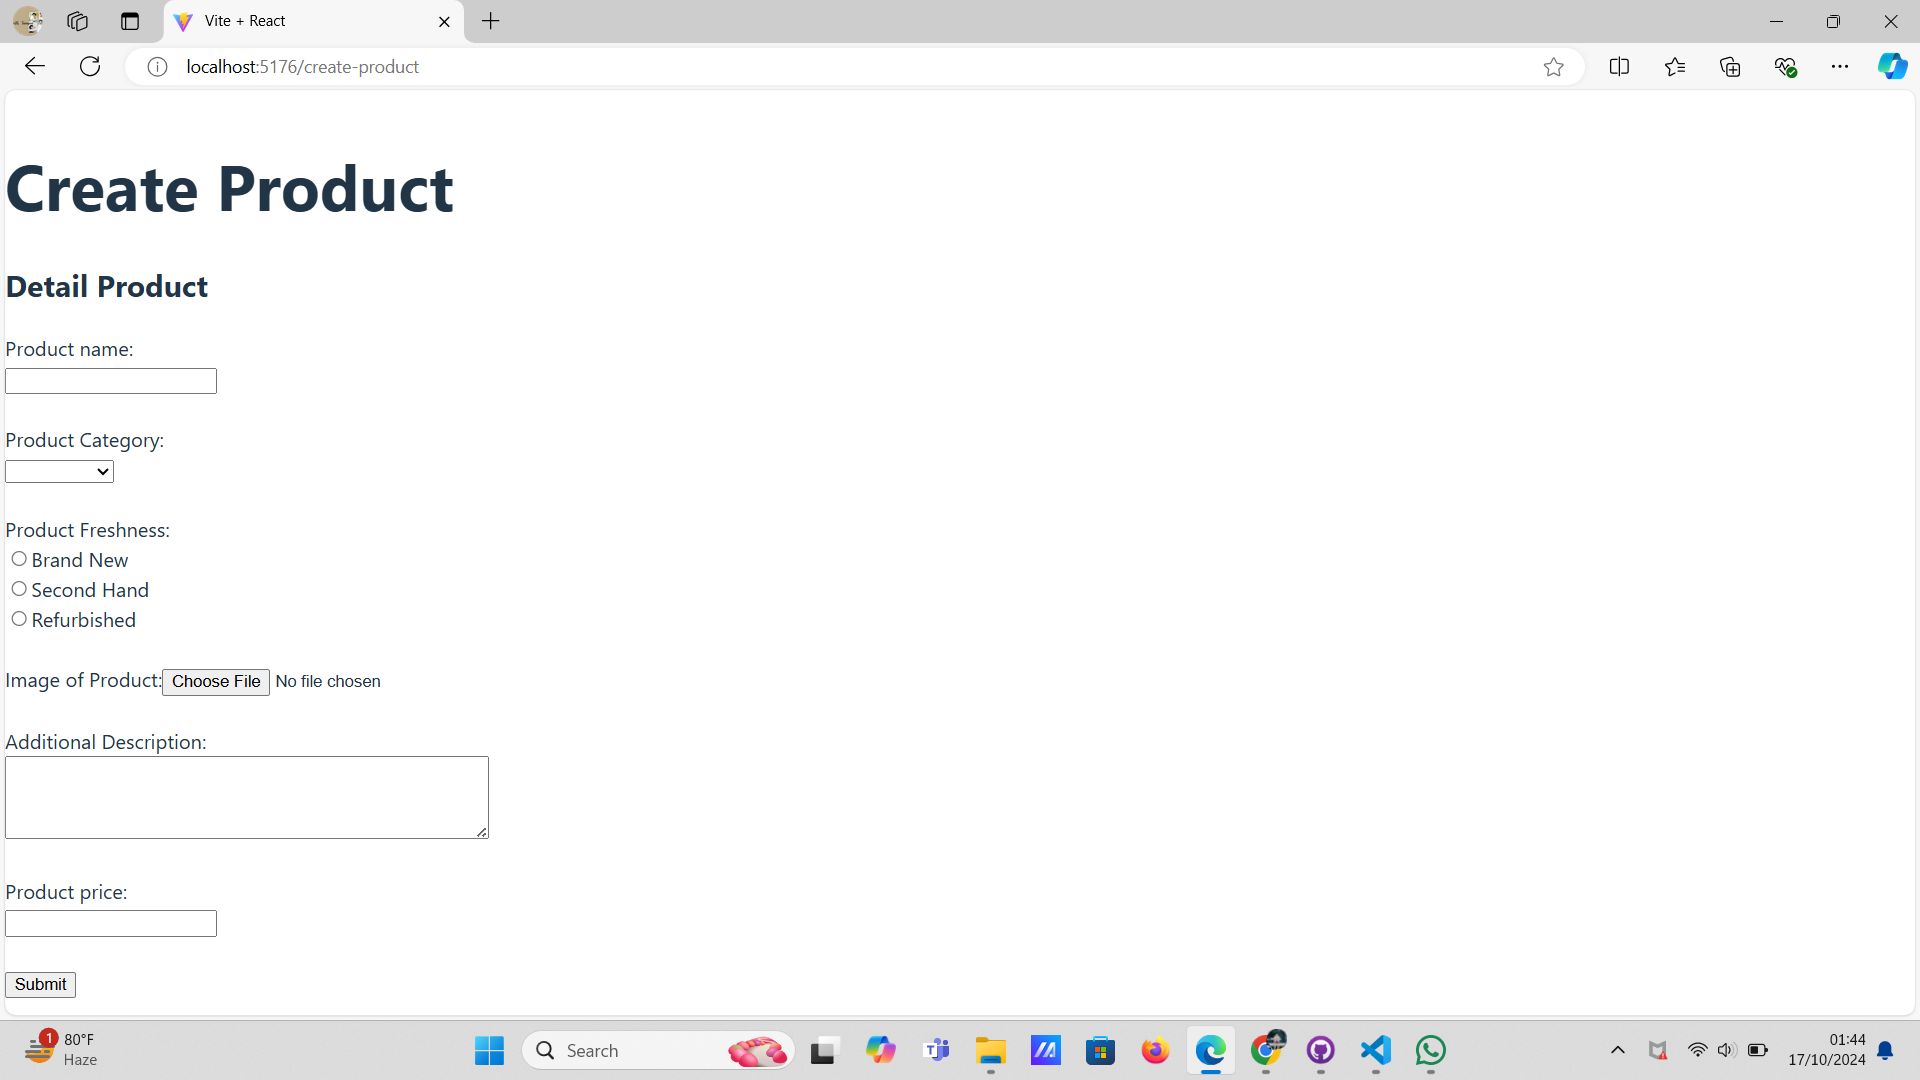 Vite + React
localhost:5176/create-product
Create Product
Detail Product
Product name:
Product Category:
Product Freshness:
Brand New
Second Hand
Refurbished
Image of Product: Choose File No file chosen
Additional Description:
Product price:
Submit
1
80°F
Haze
Search
01:44
17/10/2024